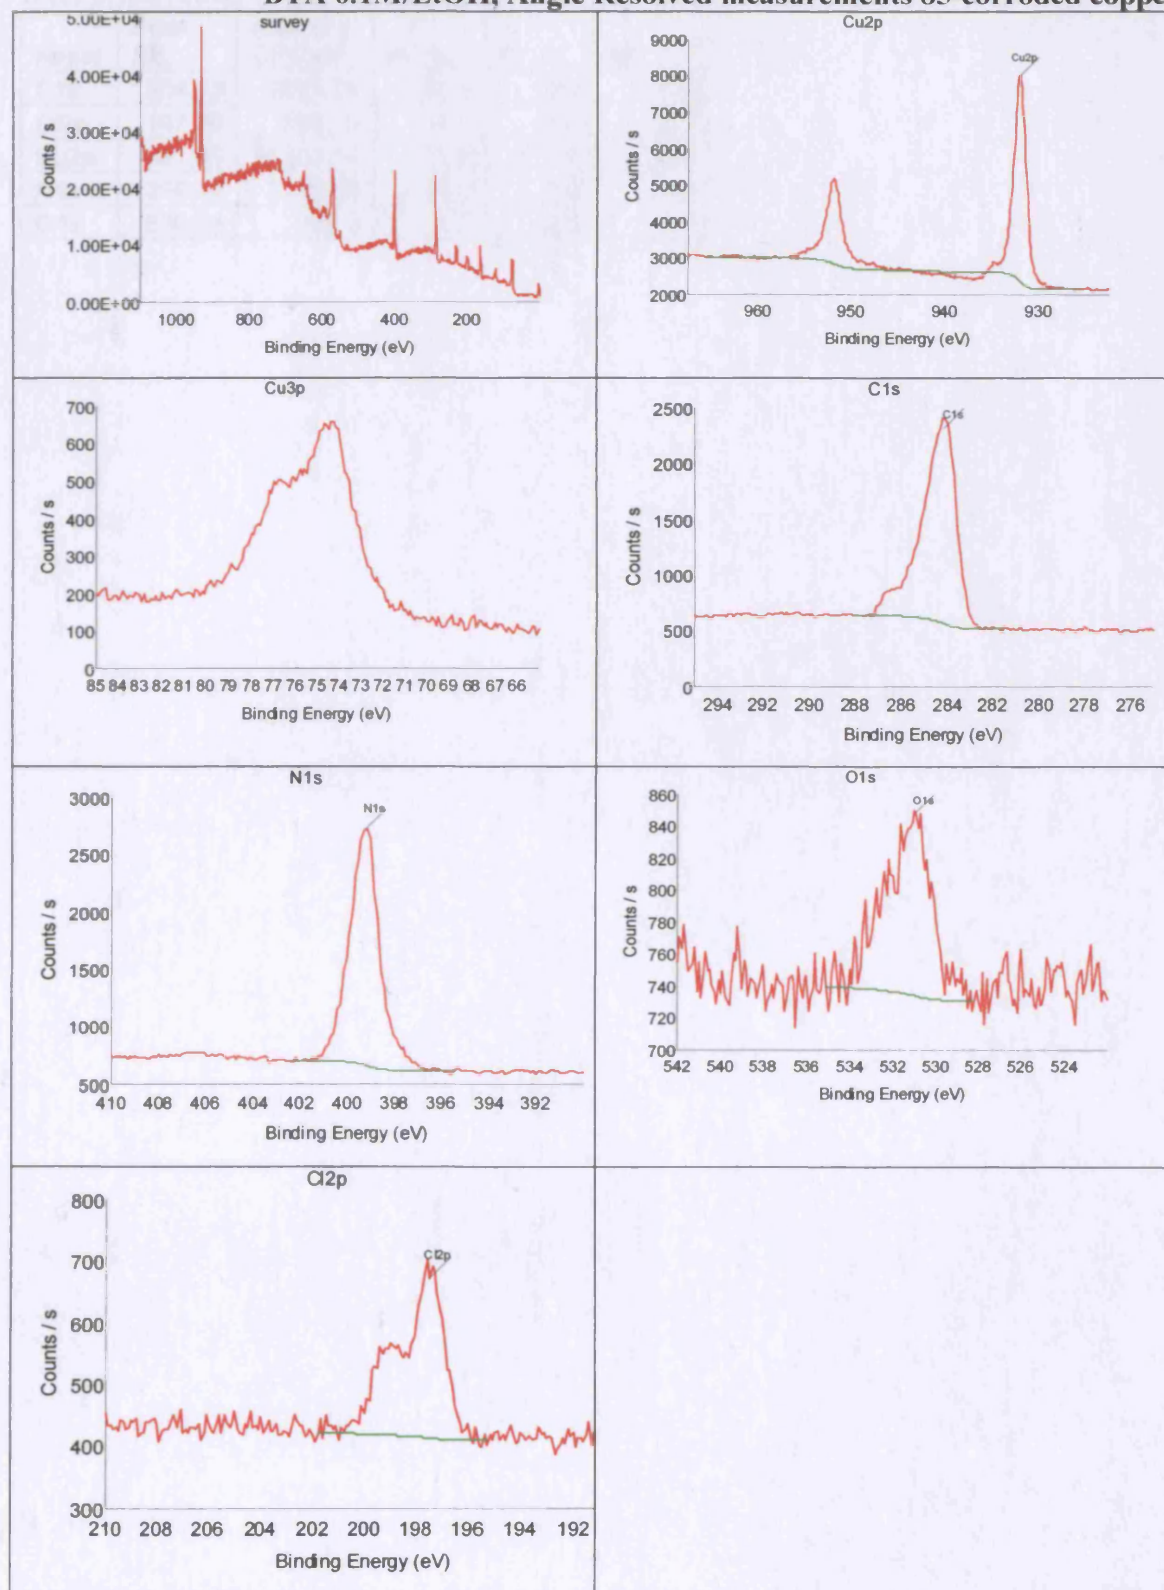 BTA 0.1M/EtOH, Angle Resolved measurements 85 corroded coppe
survey
5.00E+04
4.00E+04
3.00E+04
2.00E+04
1.00E+04
0.00E+00
Counts / s
1000 800 600 400 200
Binding Energy (eV)
Cu2p
Cu2p
9000
8000
7000
6000
5000
4000
3000
2000
Counts / s
960 950 940 930
Binding Energy (eV)
Cu3p
700
600
500
400
300
200
100
0
Counts / s
85 84 83 82 81 80 79 78 77 76 75 74 73 72 71 70 69 68 67 66
Binding Energy (eV)
C1s
C1s
2500
2000
1500
1000
500
0
Counts / s
294 292 290 288 286 284 282 280 278 276
Binding Energy (eV)
N1s
N1s
3000
2500
2000
1500
1000
500
Counts / s
410 408 406 404 402 400 398 396 394 392
Binding Energy (eV)
O1s
O1s
860
840
820
800
780
760
740
720
700
Counts / s
542 540 538 536 534 532 530 528 526 524
Binding Energy (eV)
Cl2p
Cl2p
800
700
600
500
400
300
Counts / s
210 208 206 204 202 200 198 196 194 192
Binding Energy (eV)